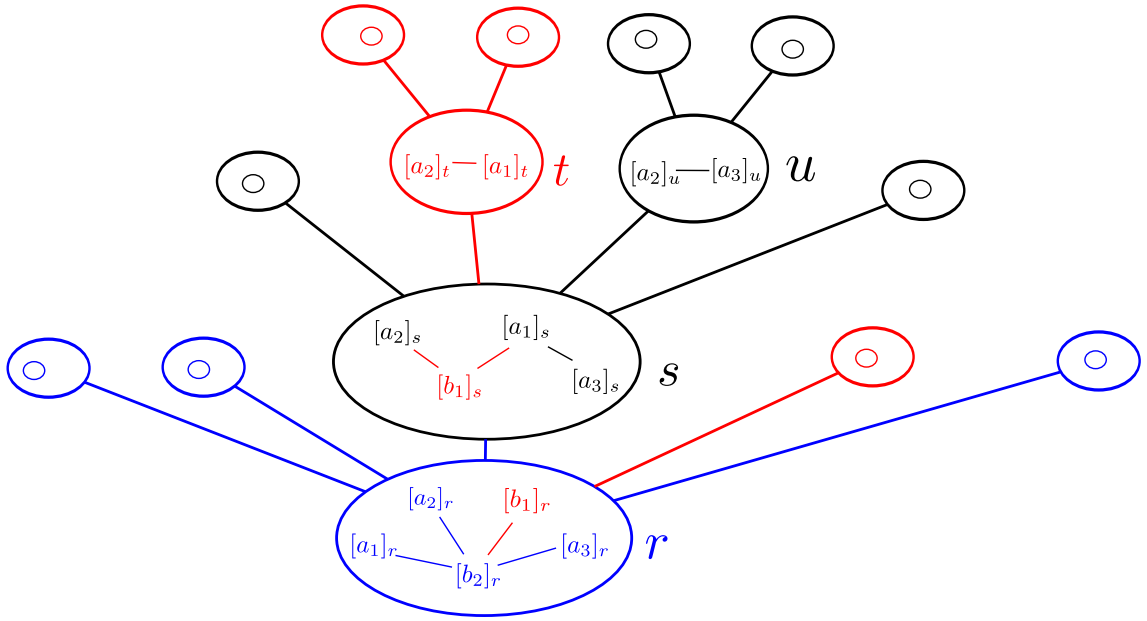 [a₂]ₜ — [a₁]ₜ t
[a₂]ᵤ — [a₃]ᵤ u
[a₂]ₛ [a₁]ₛ
[b₁]ₛ [a₃]ₛ s
[a₂]ᵣ [b₁]ᵣ
[a₁]ᵣ [a₃]ᵣ r
[b₂]ᵣ